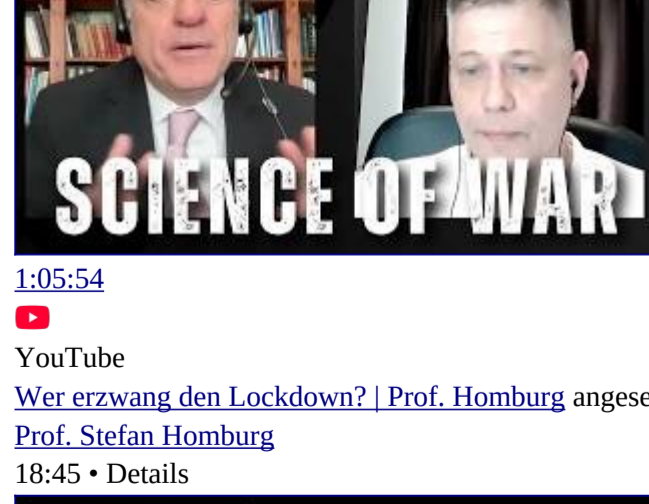 SCIENCE OF WAR
1:05:54
YouTube
Wer erzwang den Lockdown? | Prof. Homburg angese
Prof. Stefan Homburg
18:45 • Details